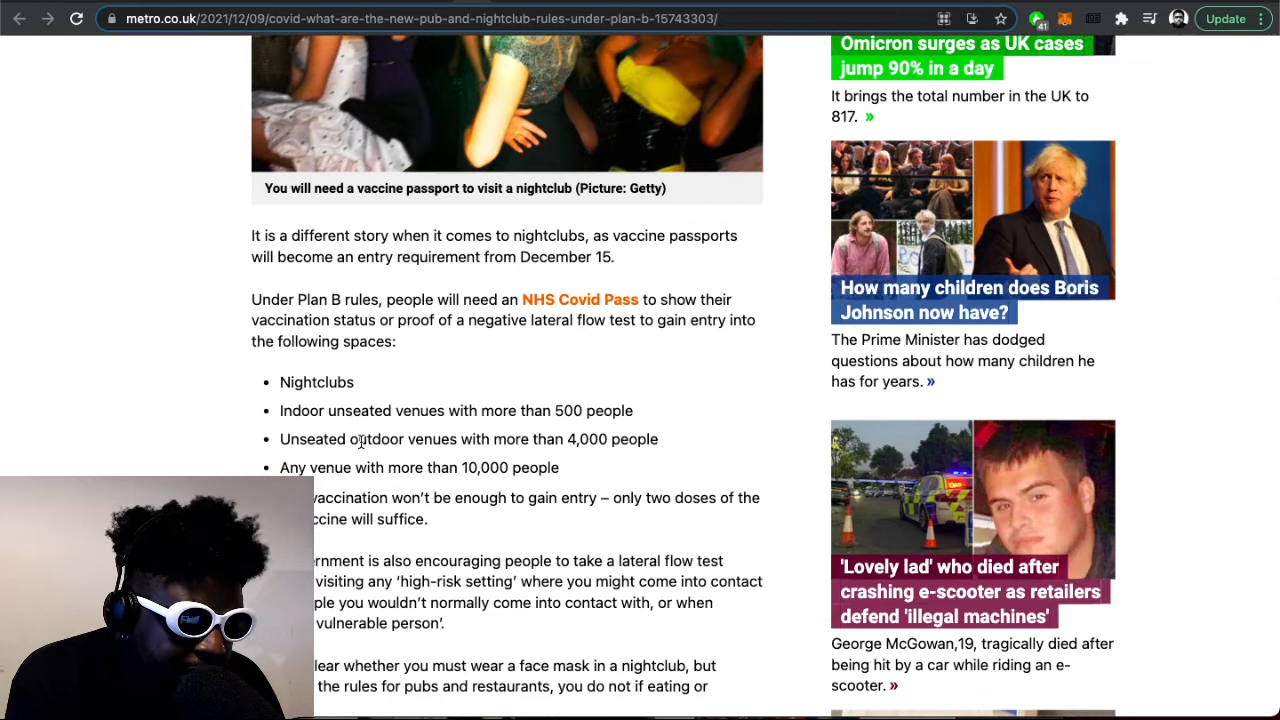 metro.co.uk/2021/12/09/covid-what-are-the-new-pub-and-nightclub-rules-under-plan-b-15743303/
41
Update
You will need a vaccine passport to visit a nightclub (Picture: Getty)
It is a different story when it comes to nightclubs, as vaccine passports
will become an entry requirement from December 15.
Under Plan B rules, people will need an NHS Covid Pass to show their
vaccination status or proof of a negative lateral flow test to gain entry into
the following spaces:
• Nightclubs
• Indoor unseated venues with more than 500 people
• Unseated outdoor venues with more than 4,000 people
• Any venue with more than 10,000 people
vaccination won’t be enough to gain entry – only two doses of the
will suffice.
is also encouraging people to take a lateral flow test
visiting any ‘high-risk setting’ where you might come into contact
you wouldn’t normally come into contact with, or when
vulnerable person’.
whether you must wear a face mask in a nightclub, but
the rules for pubs and restaurants, you do not if eating or
Omicron surges as UK cases
jump 90% in a day
It brings the total number in the UK to
817. »
How many children does Boris
Johnson now have?
The Prime Minister has dodged
questions about how many children he
has for years. »
'Lovely lad' who died after
crashing e-scooter as retailers
defend 'illegal machines'
George McGowan,19, tragically died after
being hit by a car while riding an e-
scooter. »